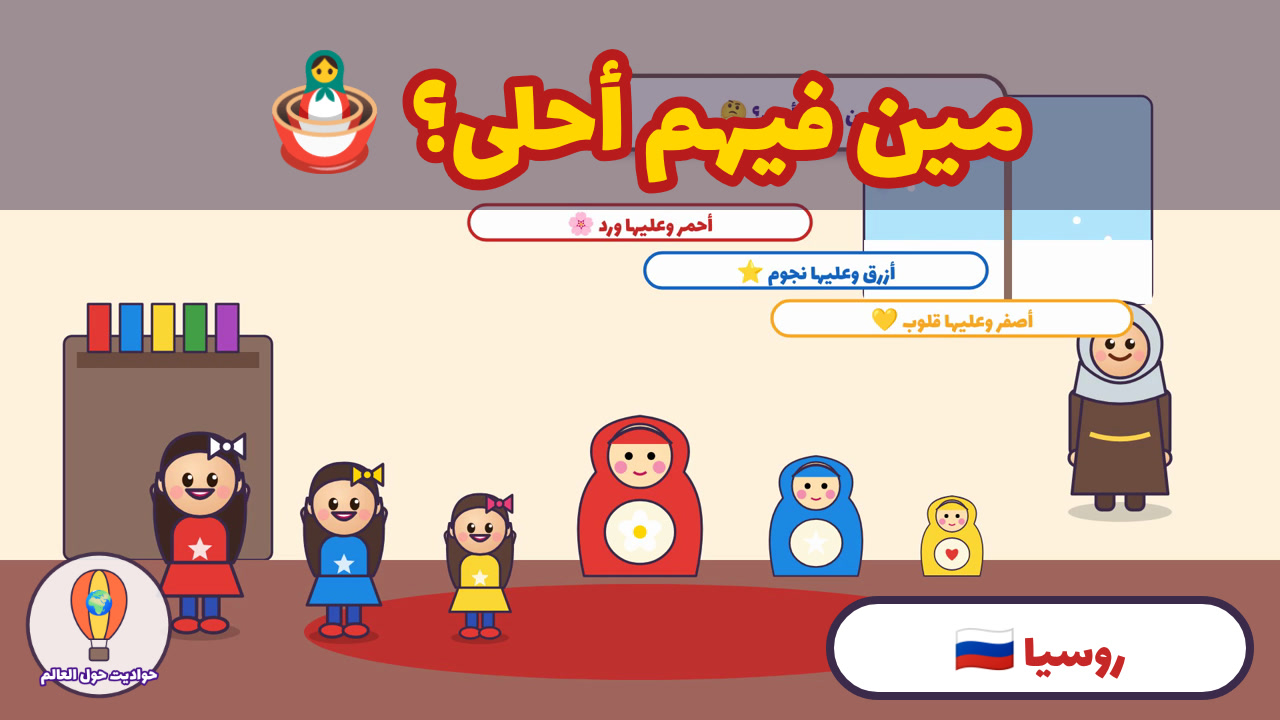 مين فيهم أحلى؟
أحمر وعليها ورد 🌸
أزرق وعليها نجوم ⭐
أصفر وعليها قلوب 💛
روسيا
حواديت حول العالم